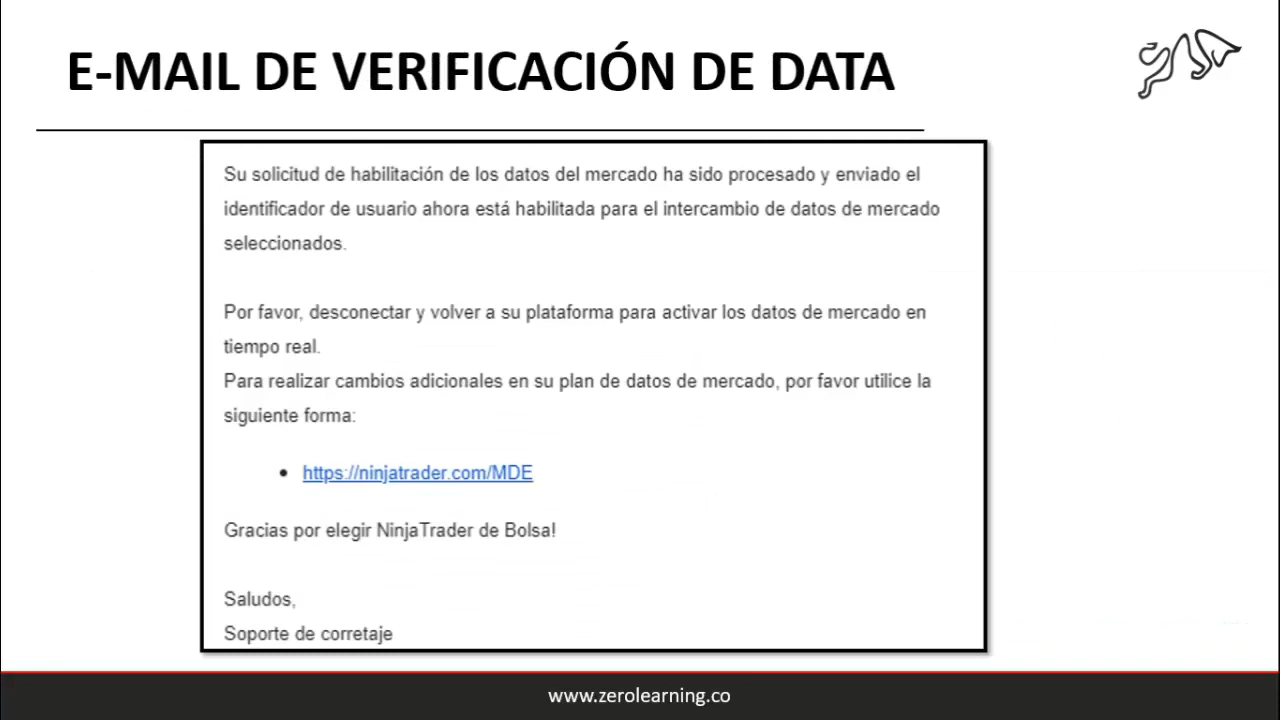 E-MAIL DE VERIFICACIÓN DE DATA
Su solicitud de habilitación de los datos del mercado ha sido procesado y enviado el
identificador de usuario ahora está habilitada para el intercambio de datos de mercado
seleccionados.
Por favor, desconectar y volver a su plataforma para activar los datos de mercado en
tiempo real.
Para realizar cambios adicionales en su plan de datos de mercado, por favor utilice la
siguiente forma:
• https://ninjatrader.com/MDE
Gracias por elegir NinjaTrader de Bolsa!
Saludos,
Soporte de corretaje
www.zerolearning.co